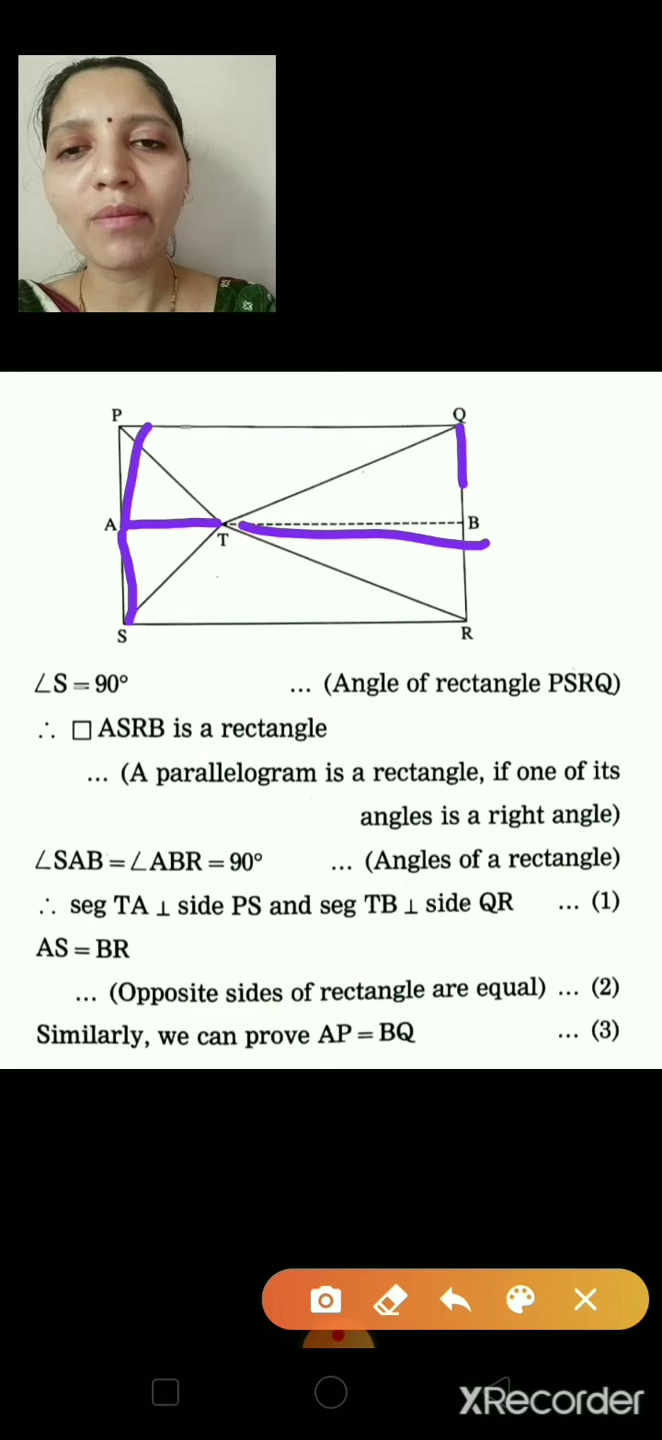 P
Q
A
B
T
S
R
∠S = 90° ... (Angle of rectangle PSRQ)
∴ □ ASRB is a rectangle
... (A parallelogram is a rectangle, if one of its
angles is a right angle)
∠SAB = ∠ABR = 90° ... (Angles of a rectangle)
∴ seg TA ⊥ side PS and seg TB ⊥ side QR ... (1)
AS = BR
... (Opposite sides of rectangle are equal) ... (2)
Similarly, we can prove AP = BQ ... (3)
XRecorder